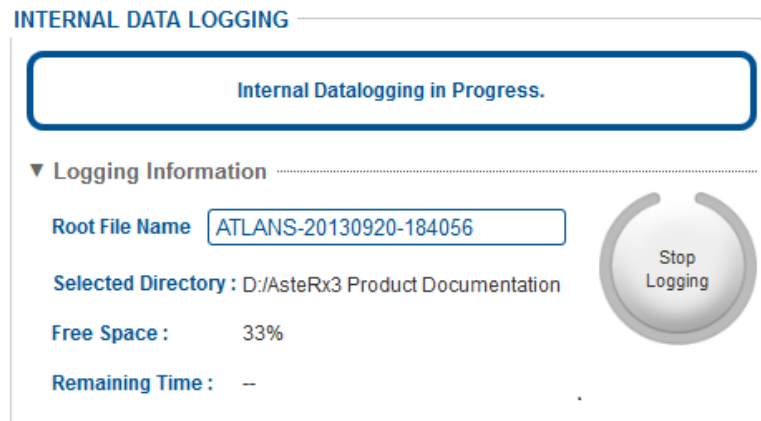 INTERNAL DATA LOGGING
Internal Datalogging in Progress.
▼ Logging Information
Root File Name ATLANS-20130920-184056
Selected Directory : D:/AsteRx3 Product Documentation
Stop
Logging
Free Space : 33%
Remaining Time : --
.